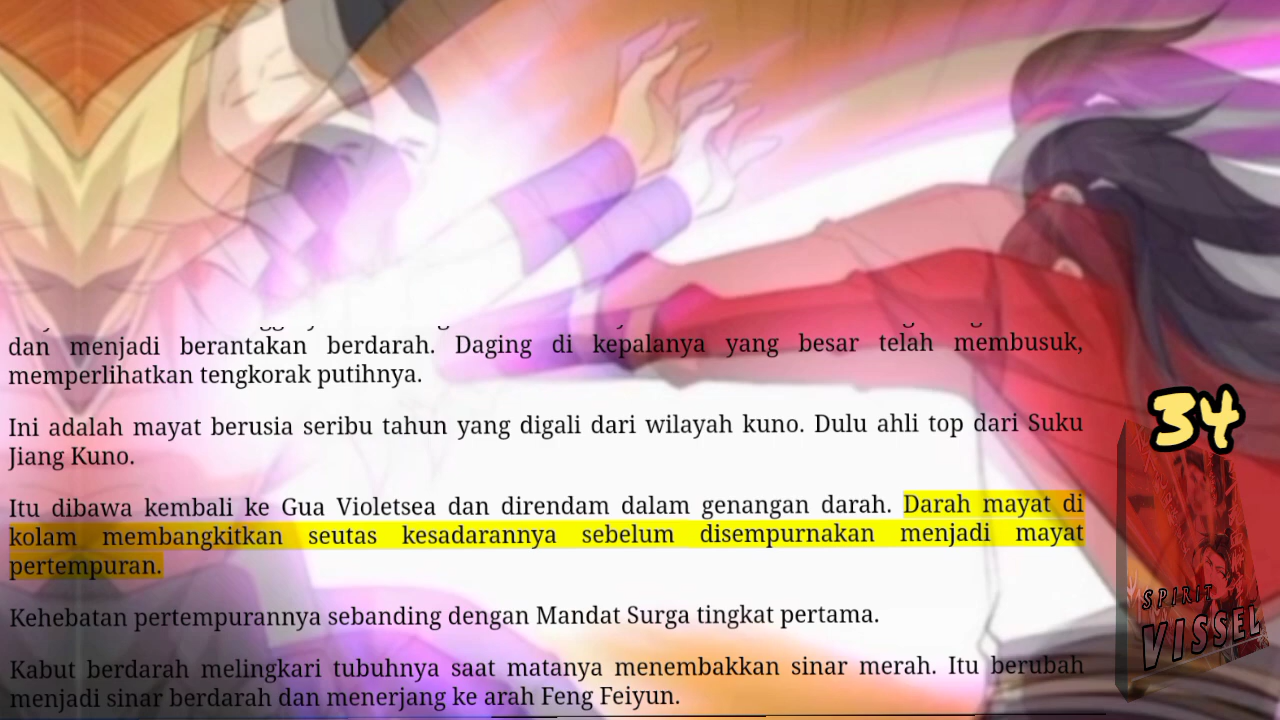 dan menjadi berantakan berdarah. Daging di kepalanya yang besar telah membusuk,
memperlihatkan tengkorak putihnya.
Ini adalah mayat berusia seribu tahun yang digali dari wilayah kuno. Dulu ahli top dari Suku
Jiang Kuno.
Itu dibawa kembali ke Gua Violetsea dan direndam dalam genangan darah. Darah mayat di
kolam membangkitkan seutas kesadarannya sebelum disempurnakan menjadi mayat
pertempuran.
Kehebatan pertempurannya sebanding dengan Mandat Surga tingkat pertama.
Kabut berdarah melingkari tubuhnya saat matanya menembakkan sinar merah. Itu berubah
menjadi sinar berdarah dan menerjang ke arah Feng Feiyun.
34
SPIRIT
VISSEL